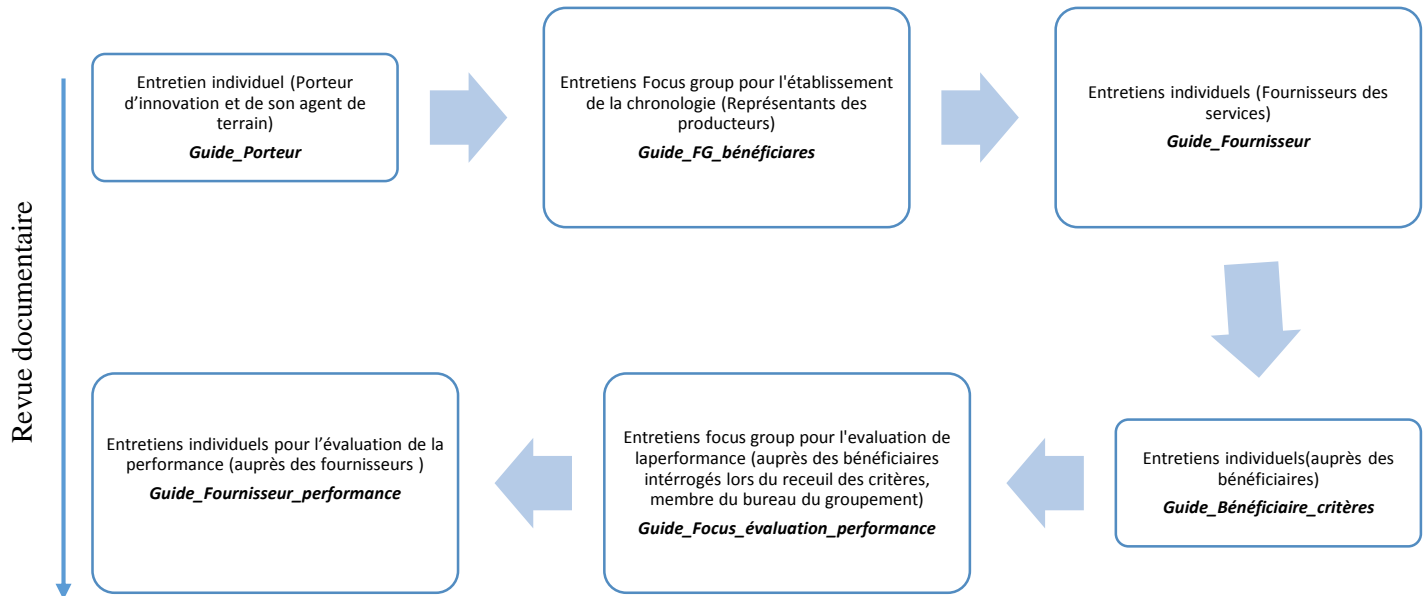 Revue documentaire
Entretien individuel (Porteur
d’innovation et de son agent de
terrain)
Guide_Porteur
Entretiens Focus group pour l'établissement
de la chronologie (Représentants des
producteurs)
Guide_FG_bénéficiares
Entretiens individuels (Fournisseurs des
services)
Guide_Fournisseur
Entretiens individuels(auprès des
bénéficiaires)
Guide_Bénéficiaire_critères
Entretiens focus group pour l'evaluation de
laperformance (auprès des bénéficiaires
intérrogés lors du receuil des critères,
membre du bureau du groupement)
Guide_Focus_évaluation_performance
Entretiens individuels pour l’évaluation de la
performance (auprès des fournisseurs )
Guide_Fournisseur_performance